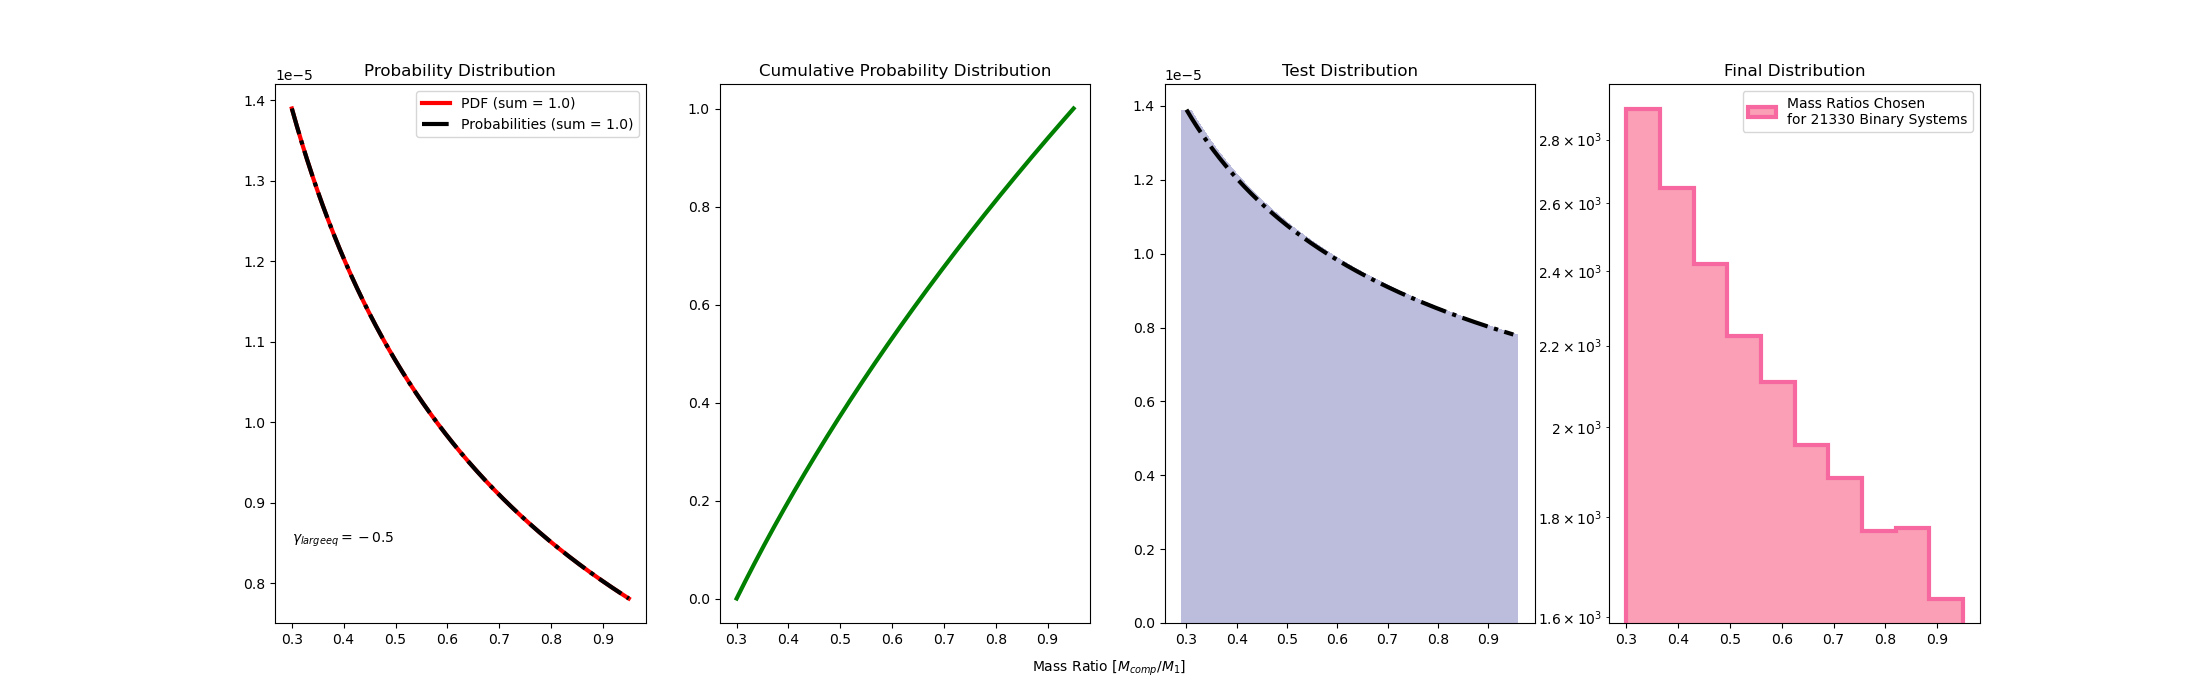 Probability Distribution
1e−5
PDF (sum = 1.0)
Probabilities (sum = 1.0)
1.4
1.3
1.2
1.1
1.0
0.9
0.8
γlargeeq = −0.5
0.3 0.4 0.5 0.6 0.7 0.8 0.9
Cumulative Probability Distribution
1.0
0.8
0.6
0.4
0.2
0.0
0.3 0.4 0.5 0.6 0.7 0.8 0.9
Test Distribution
1e−5
1.4
1.2
1.0
0.8
0.6
0.4
0.2
0.0
0.3 0.4 0.5 0.6 0.7 0.8 0.9
Final Distribution
Mass Ratios Chosen
for 21330 Binary Systems
2.8 × 10³
2.6 × 10³
2.4 × 10³
2.2 × 10³
2 × 10³
1.8 × 10³
1.6 × 10³
0.3 0.4 0.5 0.6 0.7 0.8 0.9
Mass Ratio [Mcomp/M1]